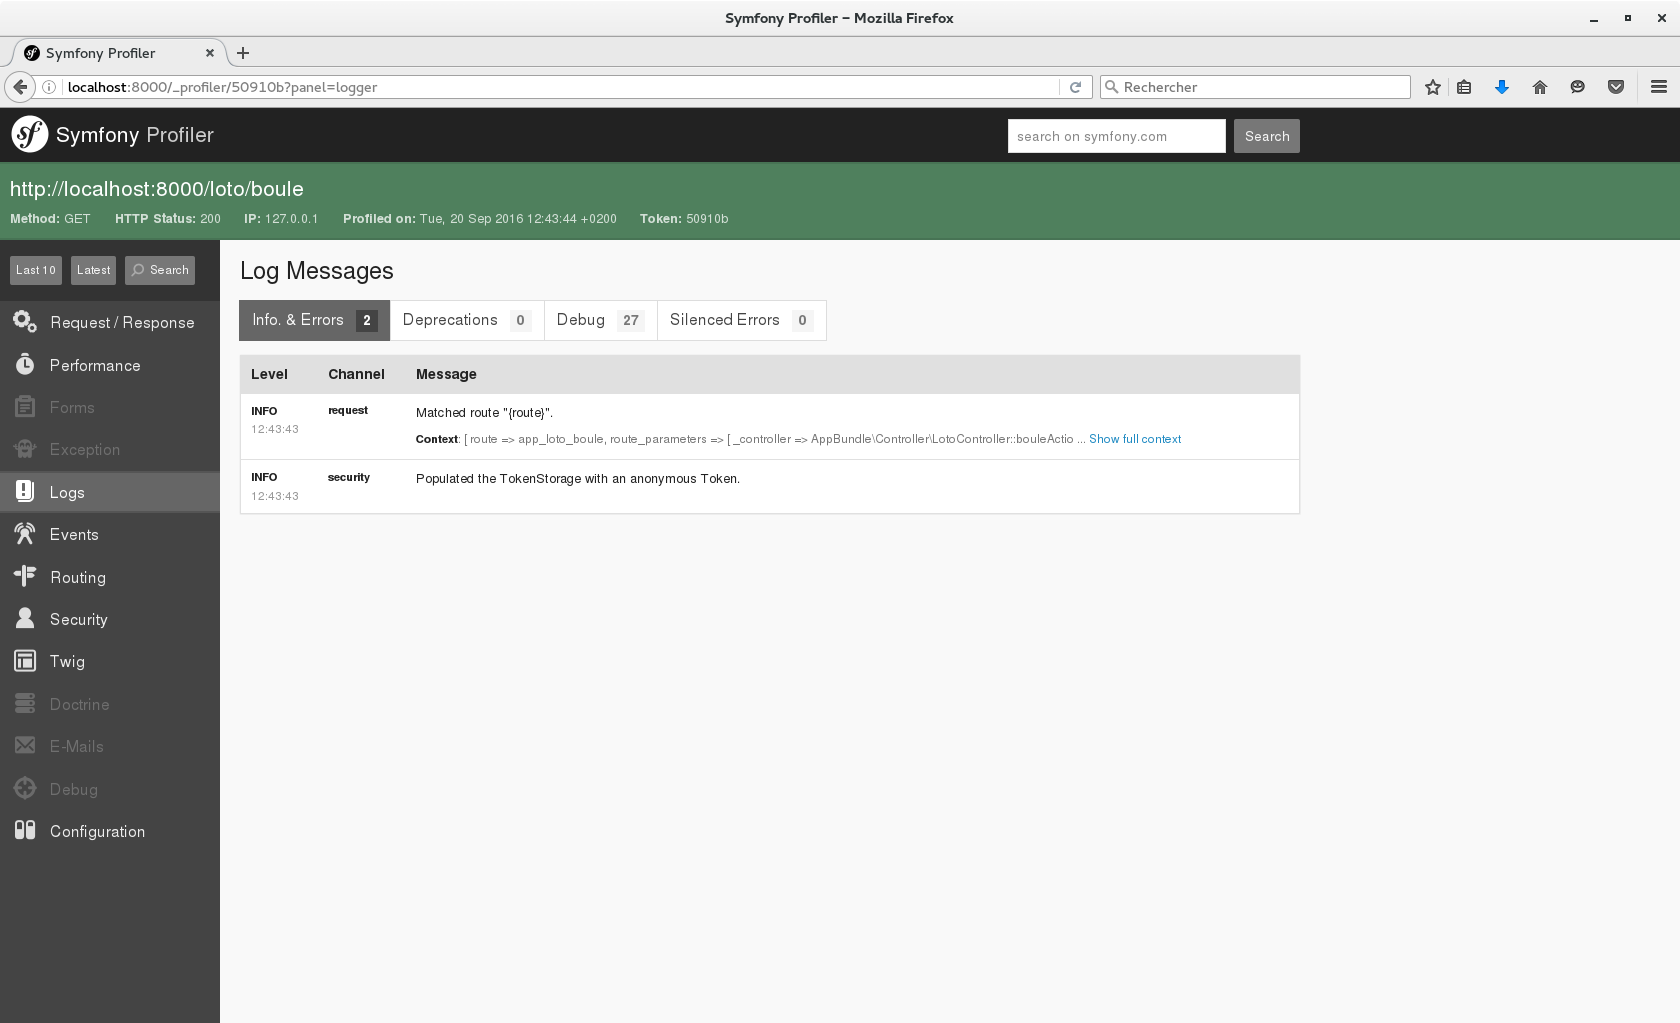 Symfony Profiler – Mozilla Firefox
Symfony Profiler
localhost:8000/_profiler/50910b?panel=logger
Rechercher
sf Symfony Profiler
search on symfony.com
Search
http://localhost:8000/loto/boule
Method: GET HTTP Status: 200 IP: 127.0.0.1 Profiled on: Tue, 20 Sep 2016 12:43:44 +0200 Token: 50910b
Last 10 Latest Search
Request / Response
Performance
Forms
Exception
Logs
Events
Routing
Security
Twig
Doctrine
E-Mails
Debug
Configuration
Log Messages
Info. & Errors 2 Deprecations 0 Debug 27 Silenced Errors 0
Level Channel Message
INFO request Matched route "{route}".
12:43:43 Context: [ route => app_loto_boule, route_parameters => [ _controller => AppBundle\Controller\LotoController::bouleActio ... Show full context
INFO security Populated the TokenStorage with an anonymous Token.
12:43:43